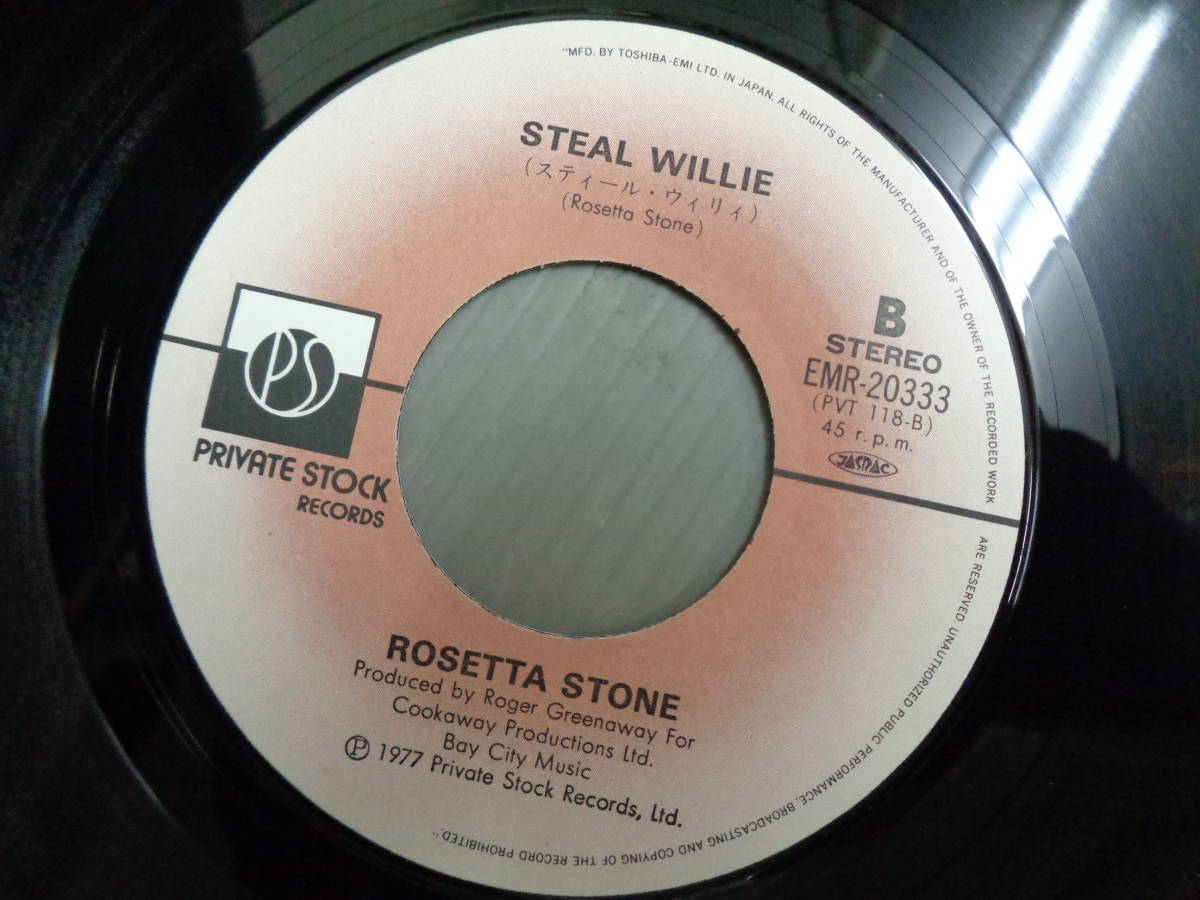 "MFD. BY TOSHIBA-EMI LTD. IN JAPAN. ALL RIGHTS OF THE MANUFACTURER AND OF THE OWNER OF THE RECORDED WORK
ARE RESERVED. UNAUTHORIZED PUBLIC PERFORMANCE, BROADCASTING AND COPYING OF THE RECORD PROHIBITED."
STEAL WILLIE
(スティール・ウィリィ)
(Rosetta Stone)
PS
PRIVATE STOCK
RECORDS
B
STEREO
EMR-20333
(PVT 118-B)
45 r.p.m.
JASRAC
ROSETTA STONE
Produced by Roger Greenaway For
Cookaway Productions Ltd.
Bay City Music
Ⓟ 1977 Private Stock Records, Ltd.